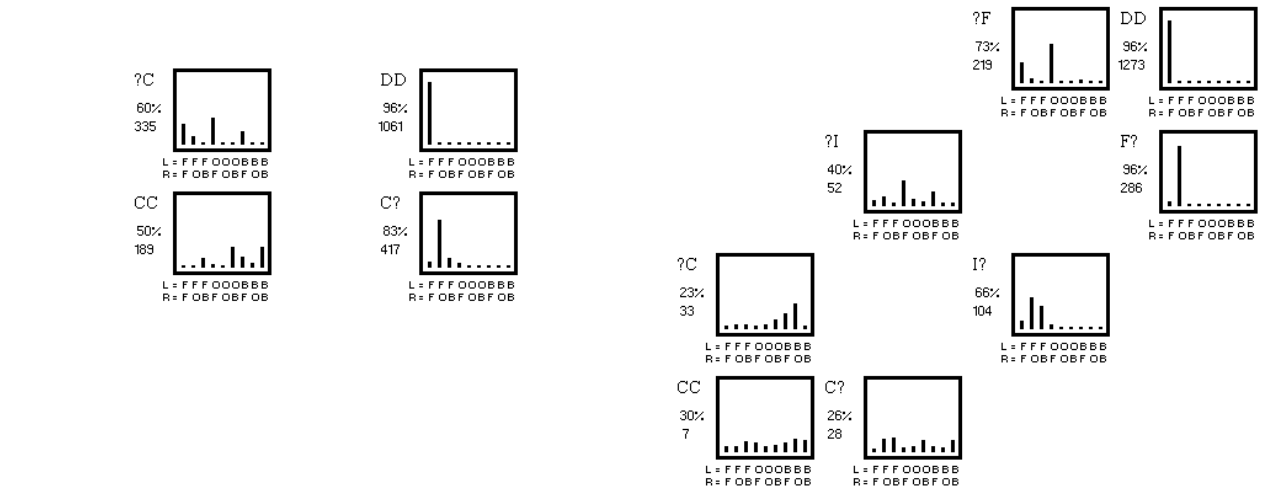 ?F
73%
219
L = F F F O O O B B B
R = F O B F O B F O B
DD
96%
1273
L = F F F O O O B B B
R = F O B F O B F O B
?C
60%
335
L = F F F O O O B B B
R = F O B F O B F O B
DD
96%
1061
L = F F F O O O B B B
R = F O B F O B F O B
?I
40%
52
L = F F F O O O B B B
R = F O B F O B F O B
F?
96%
286
L = F F F O O O B B B
R = F O B F O B F O B
CC
50%
189
L = F F F O O O B B B
R = F O B F O B F O B
C?
83%
417
L = F F F O O O B B B
R = F O B F O B F O B
?C
23%
33
L = F F F O O O B B B
R = F O B F O B F O B
I?
66%
104
L = F F F O O O B B B
R = F O B F O B F O B
CC
30%
7
L = F F F O O O B B B
R = F O B F O B F O B
C?
26%
28
L = F F F O O O B B B
R = F O B F O B F O B